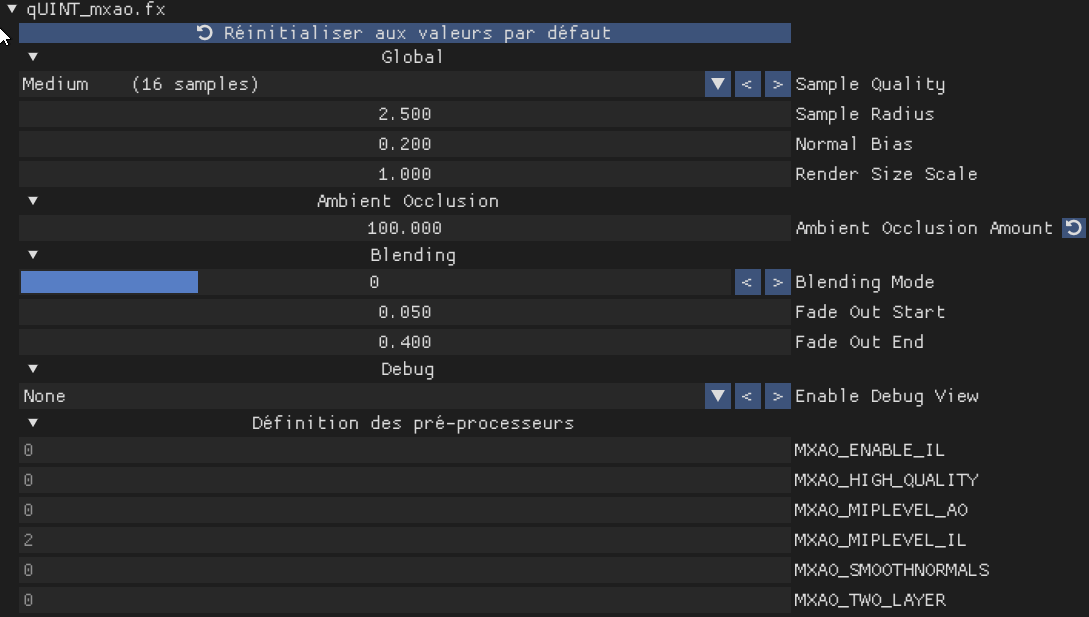 qUINT_mxao.fx
Réinitialiser aux valeurs par défaut
Global
Medium (16 samples) < > Sample Quality
2.500 Sample Radius
0.200 Normal Bias
1.000 Render Size Scale
Ambient Occlusion
100.000 Ambient Occlusion Amount
Blending
0 < > Blending Mode
0.050 Fade Out Start
0.400 Fade Out End
Debug
None < > Enable Debug View
Définition des pré-processeurs
0 MXAO_ENABLE_IL
0 MXAO_HIGH_QUALITY
0 MXAO_MIPLEVEL_AO
2 MXAO_MIPLEVEL_IL
0 MXAO_SMOOTHNORMALS
0 MXAO_TWO_LAYER